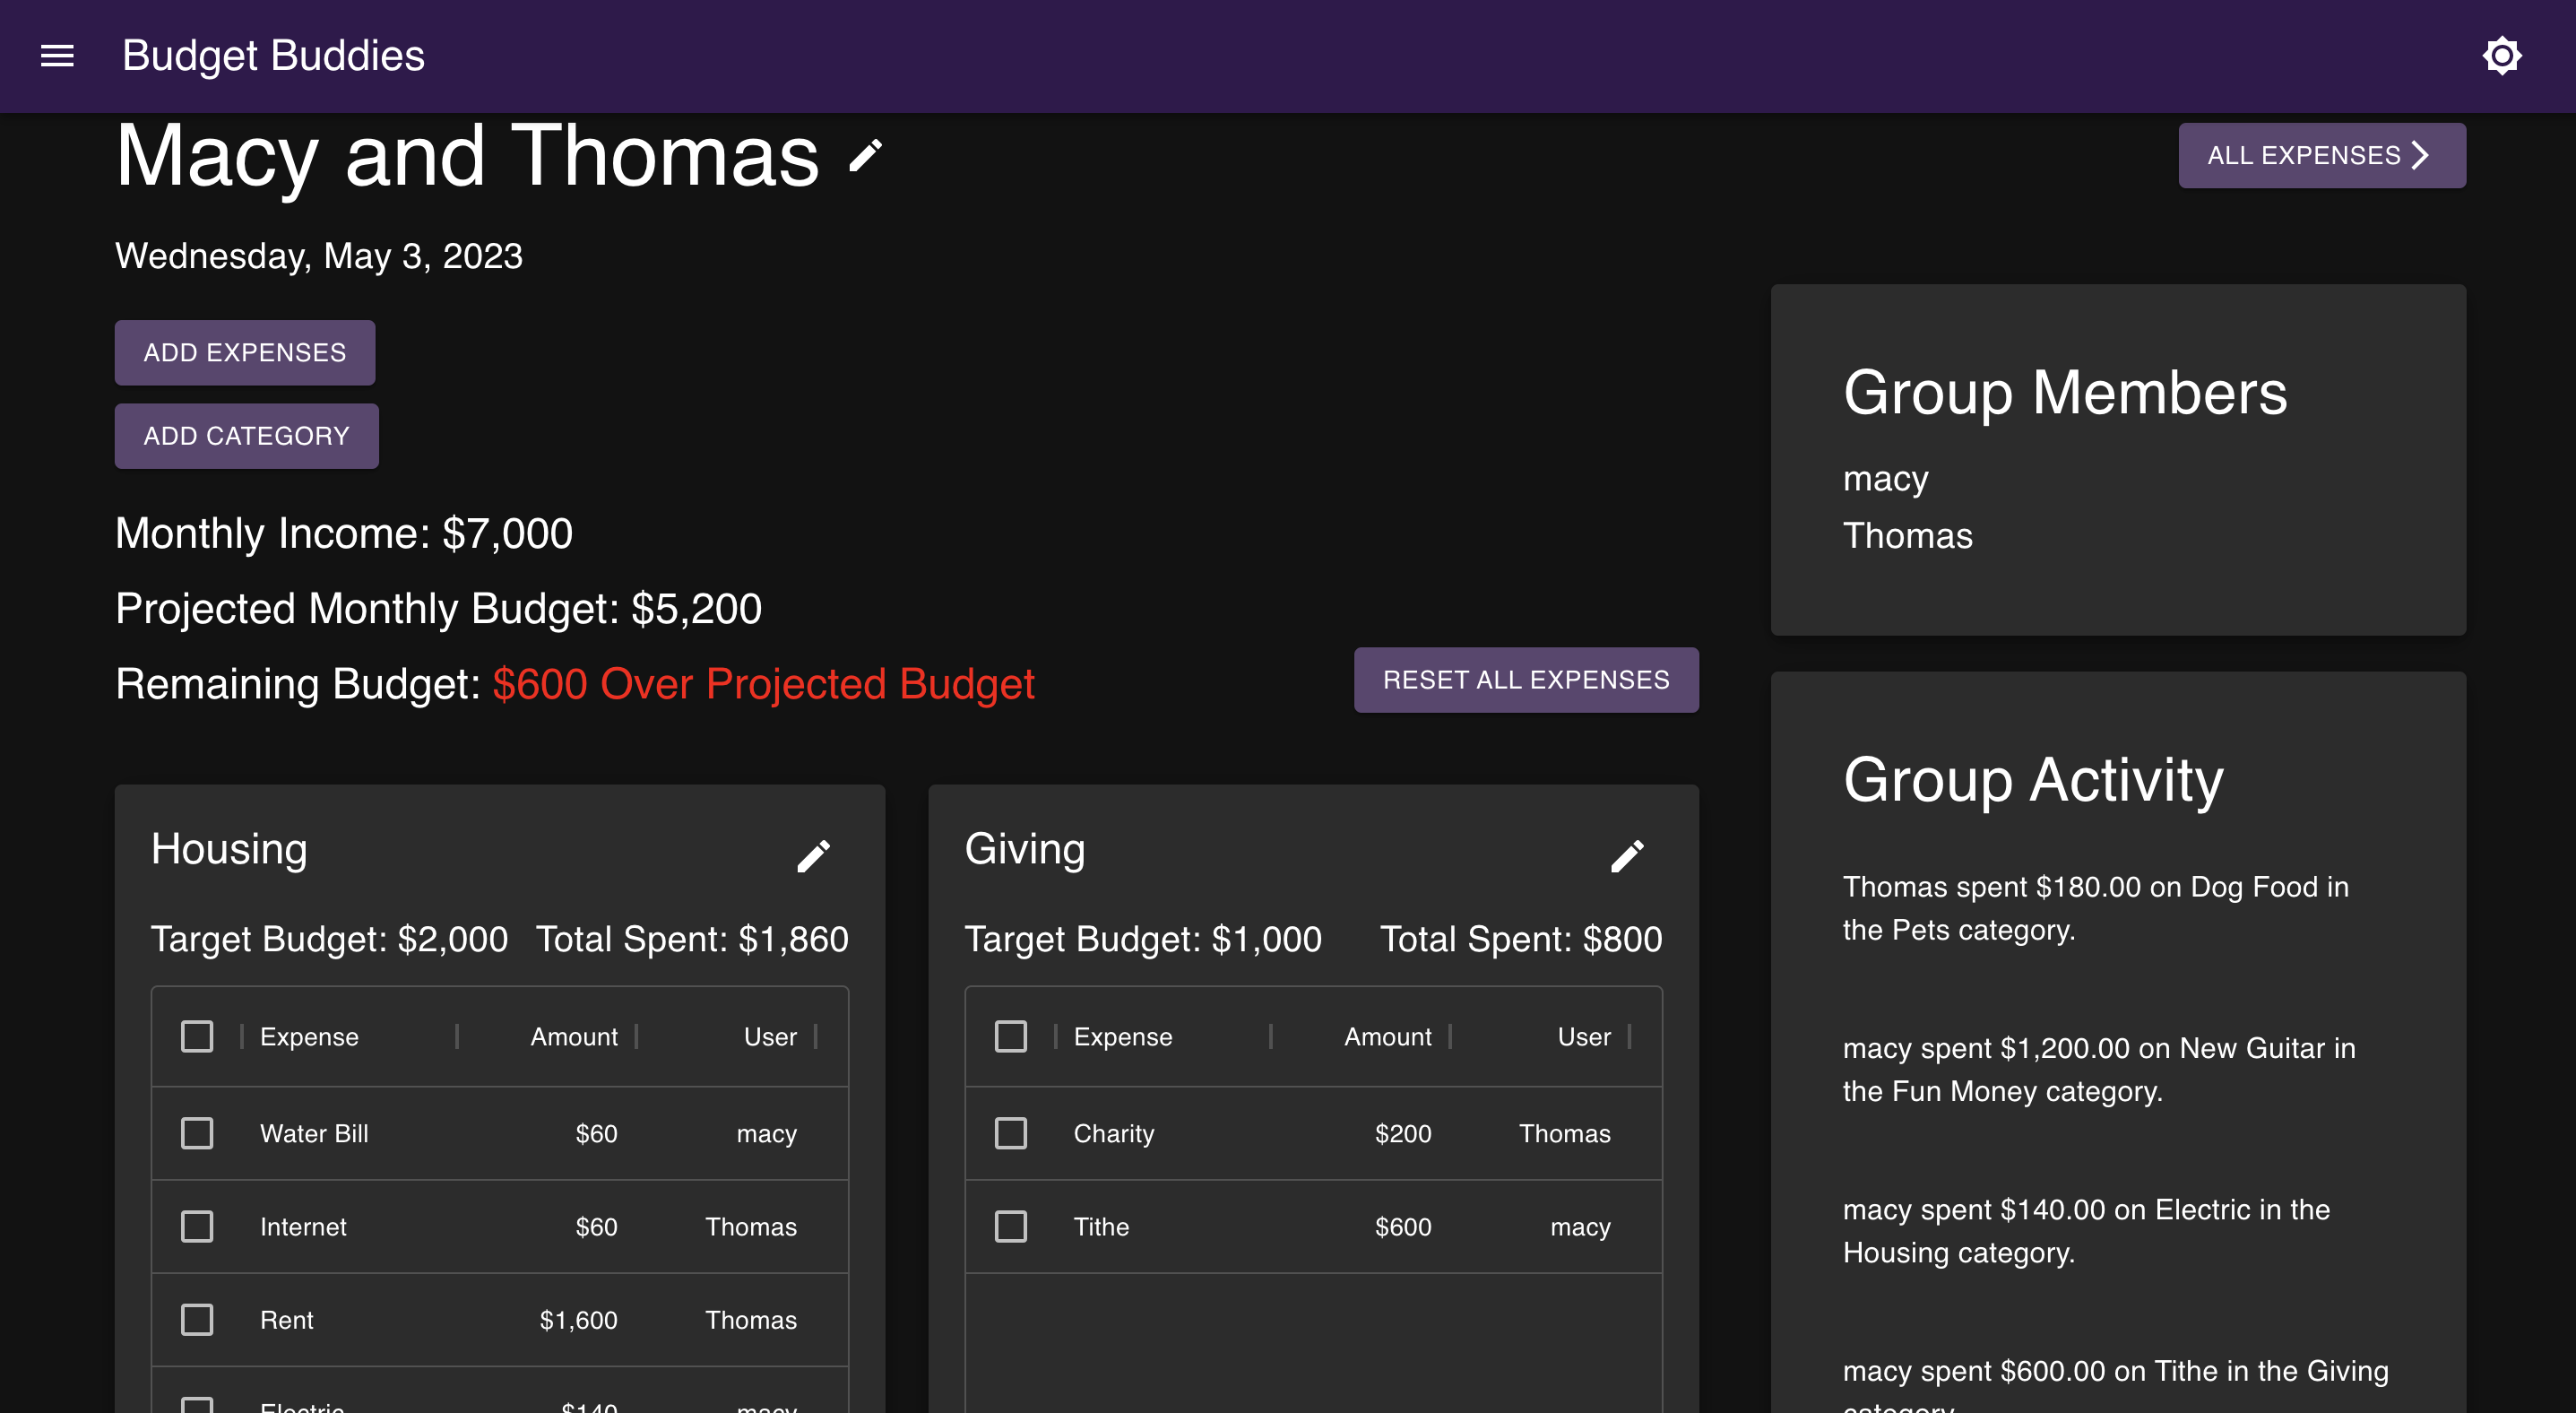 Budget Buddies
Macy and Thomas
ALL EXPENSES
Wednesday, May 3, 2023
ADD EXPENSES
ADD CATEGORY
Monthly Income: $7,000
Projected Monthly Budget: $5,200
Remaining Budget: $600 Over Projected Budget
RESET ALL EXPENSES
Housing
Target Budget: $2,000 Total Spent: $1,860
Expense Amount User
Water Bill $60 macy
Internet $60 Thomas
Rent $1,600 Thomas
Electric $140 macy
Giving
Target Budget: $1,000 Total Spent: $800
Expense Amount User
Charity $200 Thomas
Tithe $600 macy
Group Members
macy
Thomas
Group Activity
Thomas spent $180.00 on Dog Food in
the Pets category.
macy spent $1,200.00 on New Guitar in
the Fun Money category.
macy spent $140.00 on Electric in the
Housing category.
macy spent $600.00 on Tithe in the Giving
category.